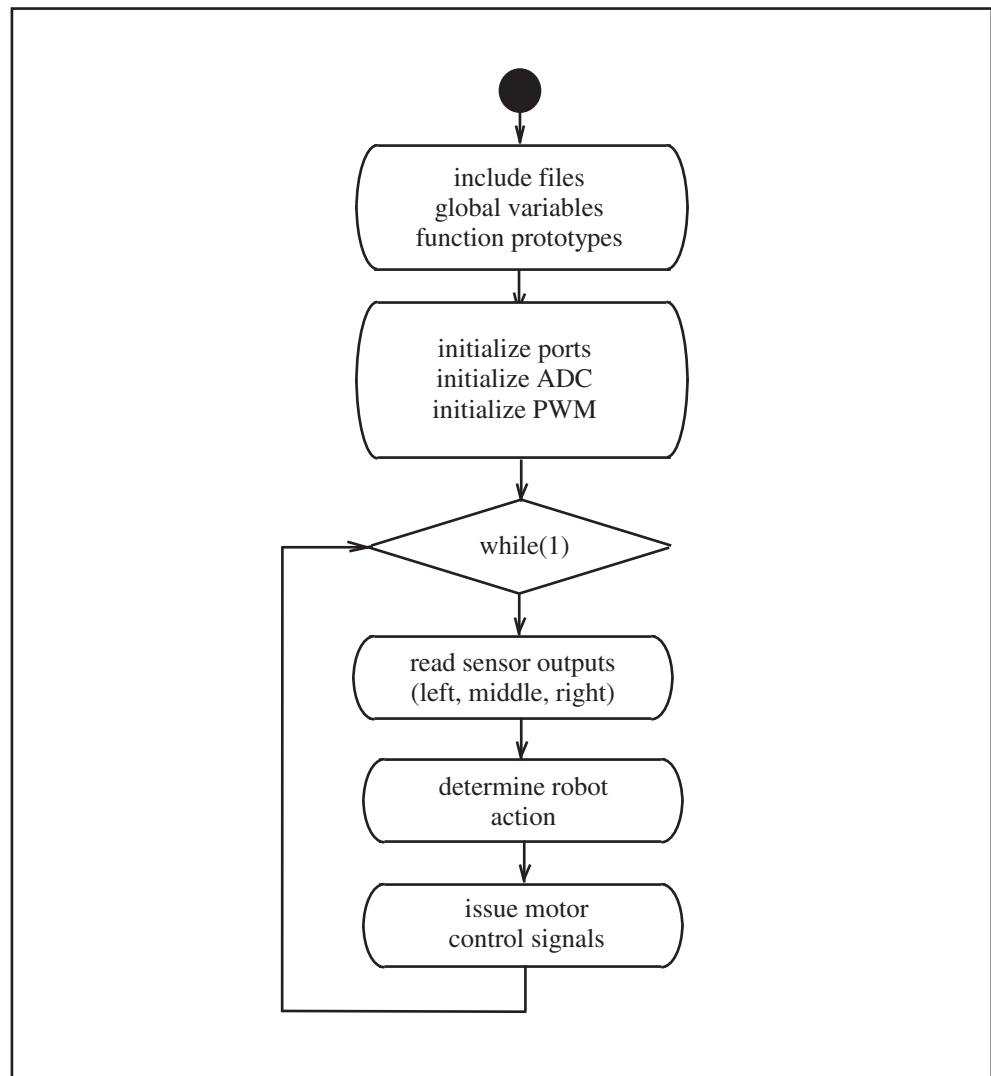 include files
global variables
function prototypes
initialize ports
initialize ADC
initialize PWM
while(1)
read sensor outputs
(left, middle, right)
determine robot
action
issue motor
control signals